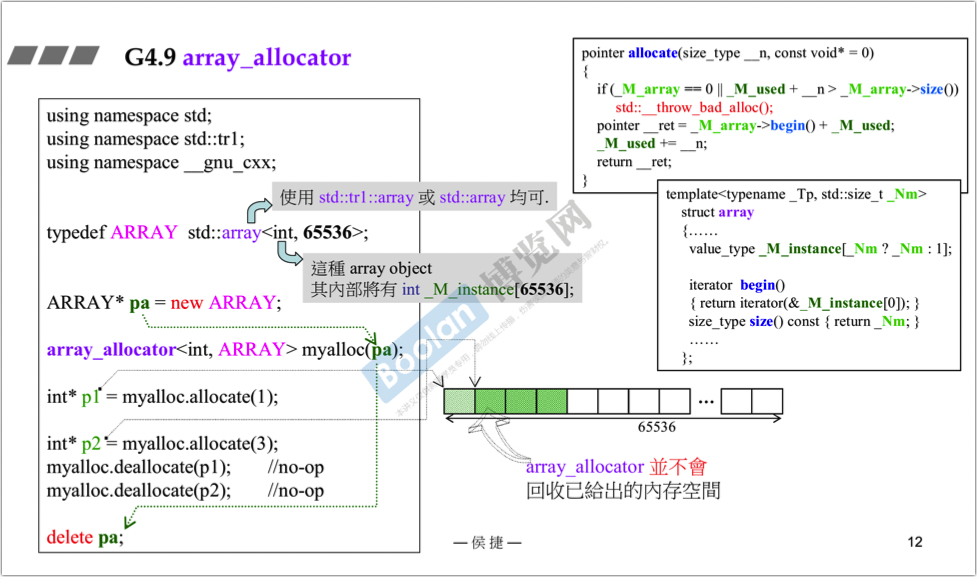 G4.9 array_allocator
using namespace std;
using namespace std::tr1;
using namespace __gnu_cxx;
使用 std::tr1::array 或 std::array 均可.
typedef ARRAY std::array<int, 65536>;
這種 array object
其內部將有 int _M_instance[65536];
ARRAY* pa = new ARRAY;
array_allocator<int, ARRAY> myalloc(pa);
int* p1 = myalloc.allocate(1);
int* p2 = myalloc.allocate(3);
myalloc.deallocate(p1); //no-op
myalloc.deallocate(p2); //no-op
delete pa;
pointer allocate(size_type __n, const void* = 0)
{
if (_M_array == 0 || _M_used + __n > _M_array->size())
std::__throw_bad_alloc();
pointer __ret = _M_array->begin() + _M_used;
_M_used += __n;
return __ret;
}
template<typename _Tp, std::size_t _Nm>
struct array
{……
value_type _M_instance[_Nm ? _Nm : 1];
iterator begin()
{ return iterator(&_M_instance[0]); }
size_type size() const { return _Nm; }
……
};
...
65536
array_allocator 並不會
回收已給出的內存空間
Boolan 博览网
— 侯捷 —
12